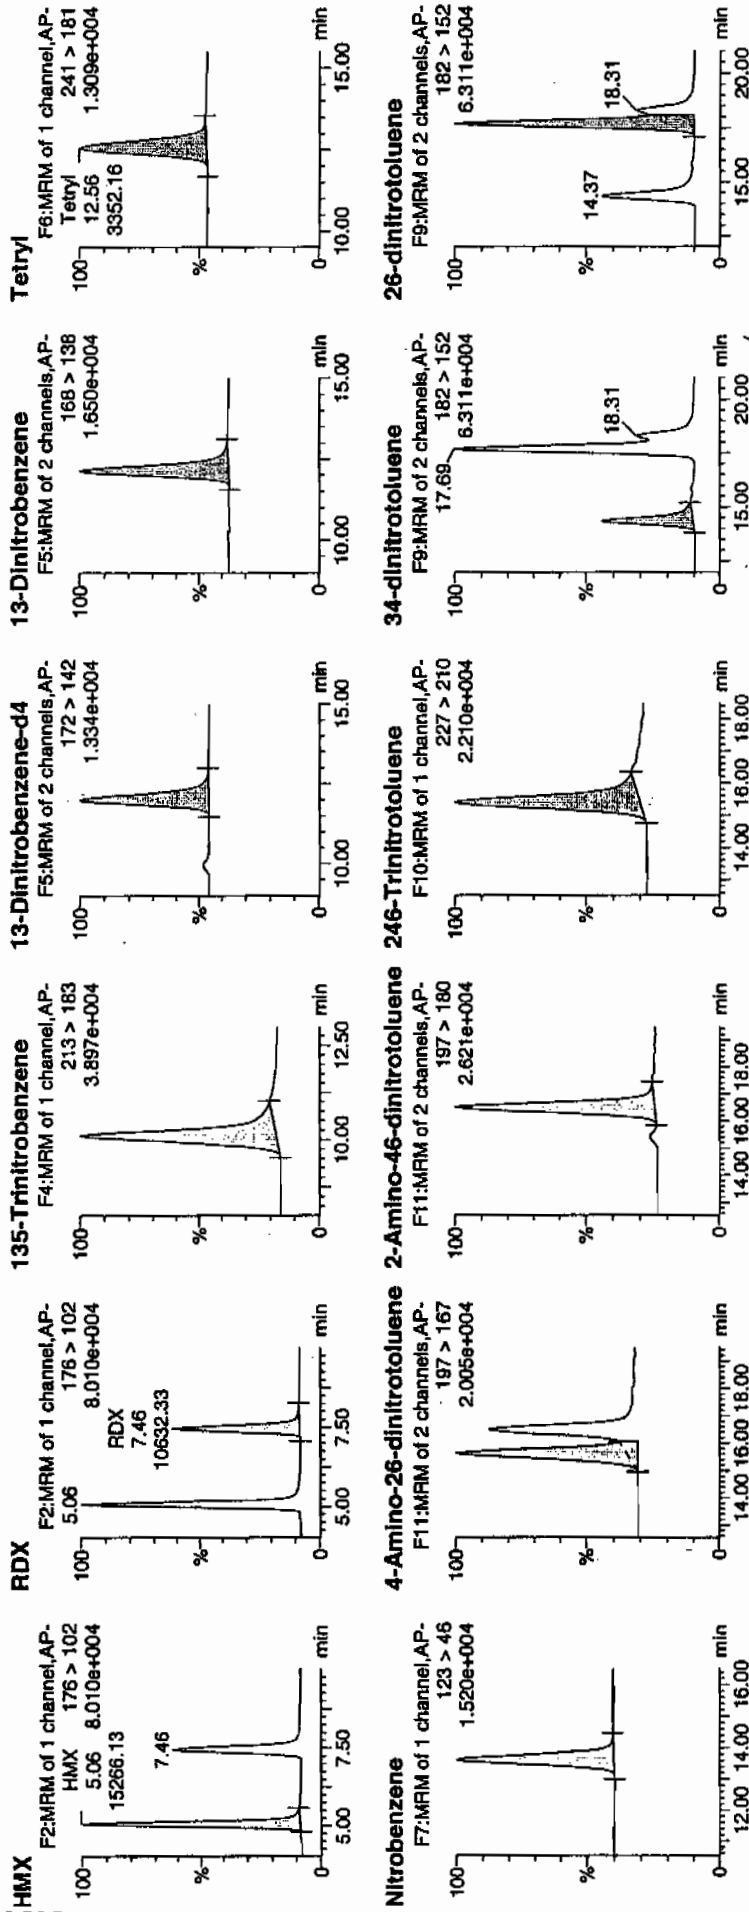 HMX
F2:MRM of 1 channel,AP-
HMX 176 > 102
5.06 8.010e+004
15266.13
7.46
100
%
0
5.00 7.50
min
RDX
F2:MRM of 1 channel,AP-
176 > 102
5.06 8.010e+004
RDX
7.46
10632.33
100
%
0
5.00 7.50
min
135-Trinitrobenzene
F4:MRM of 1 channel,AP-
213 > 183
3.897e+004
100
%
0
10.00 12.50
min
13-Dinitrobenzene-d4
F5:MRM of 2 channels,AP-
172 > 142
1.334e+004
100
%
0
10.00 15.00
min
13-Dinitrobenzene
F5:MRM of 2 channels,AP-
168 > 138
1.650e+004
100
%
0
10.00 15.00
min
Tetryl
F6:MRM of 1 channel,AP-
Tetryl 241 > 181
12.56 1.309e+004
3352.16
100
%
0
10.00 15.00
min
Nitrobenzene
F7:MRM of 1 channel,AP-
123 > 46
1.520e+004
100
%
0
12.00 14.00 16.00
min
4-Amino-26-dinitrotoluene
F11:MRM of 2 channels,AP-
197 > 167
2.005e+004
100
%
0
14.00 16.00 18.00
min
2-Amino-46-dinitrotoluene
F11:MRM of 2 channels,AP-
197 > 180
2.621e+004
100
%
0
14.00 16.00 18.00
min
246-Trinitrotoluene
F10:MRM of 1 channel,AP-
227 > 210
2.210e+004
100
%
0
14.00 16.00 18.00
min
34-dinitrotoluene
F9:MRM of 2 channels,AP-
182 > 152
17.69 6.311e+004
18.31
100
%
0
15.00 20.00
min
26-dinitrotoluene
F9:MRM of 2 channels,AP-
182 > 152
6.311e+004
18.31
14.37
100
%
0
15.00 20.00
min